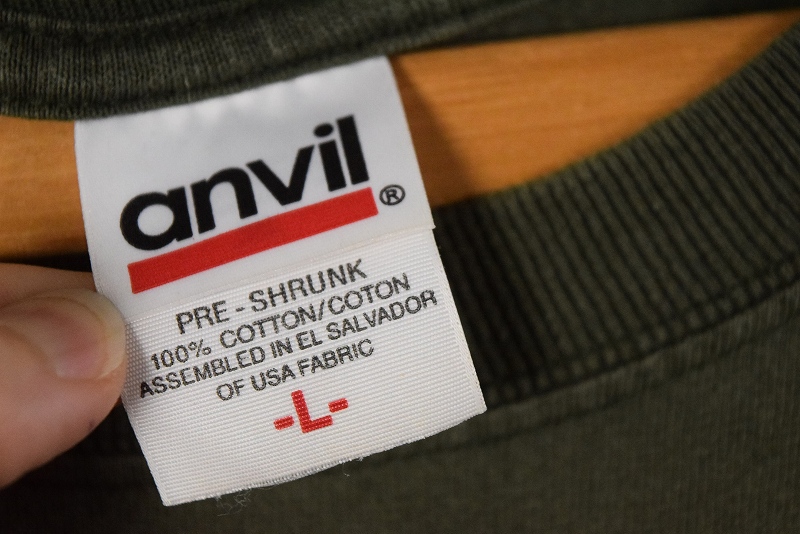 anvil®
PRE-SHRUNK
100% COTTON/COTON
ASSEMBLED IN EL SALVADOR
OF USA FABRIC
-L-